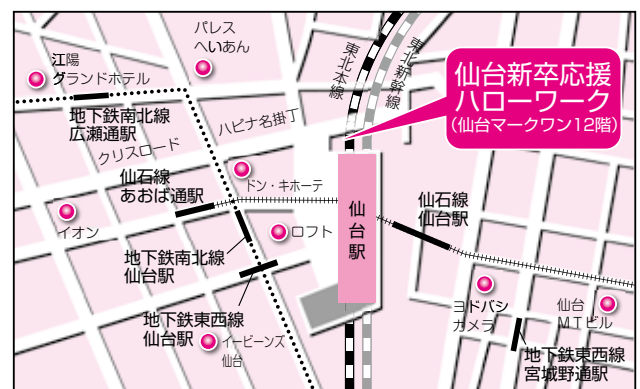 パレス
へいあん
江陽
グランドホテル
東北本線
東北新幹線
仙台新卒応援
ハローワーク
(仙台マークワン12階)
地下鉄南北線
広瀬通駅
ハピナ名掛丁
クリスロード
仙石線
あおば通駅
ドン・キホーテ
仙台駅
仙石線
仙台駅
イオン
ロフト
地下鉄南北線
仙台駅
ヨドバシ
カメラ
仙台
MTビル
地下鉄東西線
仙台駅
イービーンズ
仙台
地下鉄東西線
宮城野通駅